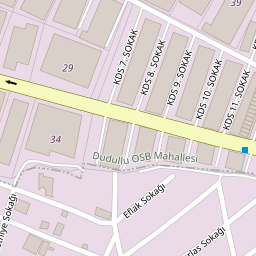 39
KDS 7. SOKAK
KDS 8. SOKAK
KDS 9. SOKAK
KDS 10. SOKAK
KDS 11. SOKAK
29
34
Dudullu OSB Mahallesi
Eflak Sokağı
Sokağı
Sokağı